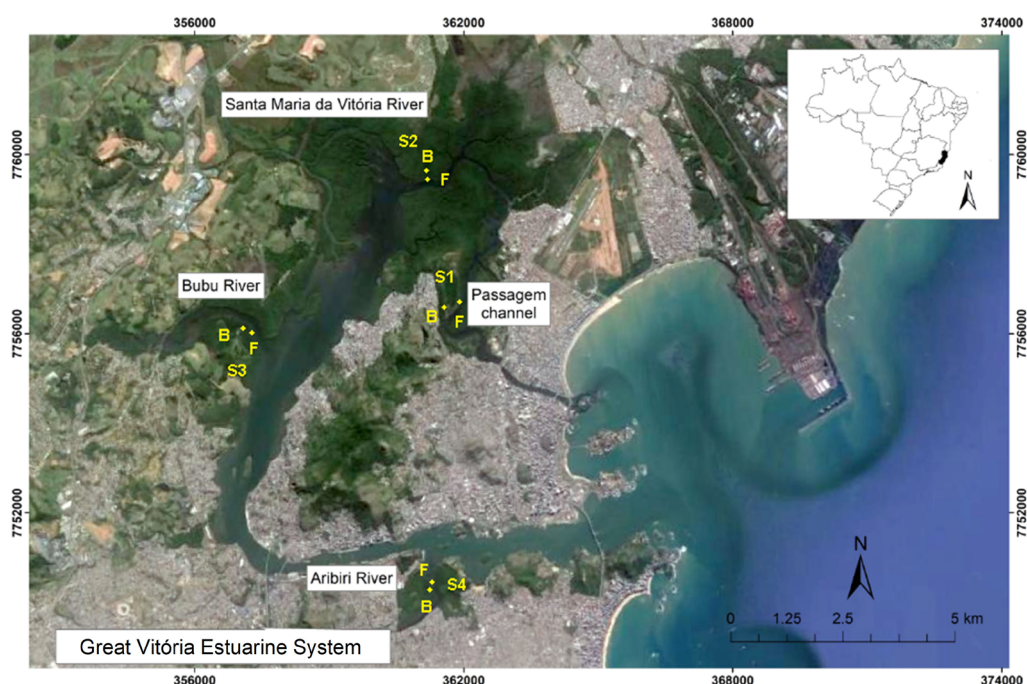 356000
362000
368000
374000
Santa Maria da Vitória River
S2
B
F
N
7760000
7760000
Bubu River
S1
Passagem
channel
B
F
B
F
S3
7756000
7756000
7752000
7752000
N
Aribiri River
F
S4
B
0 1.25 2.5 5 km
Great Vitória Estuarine System
356000
362000
368000
374000